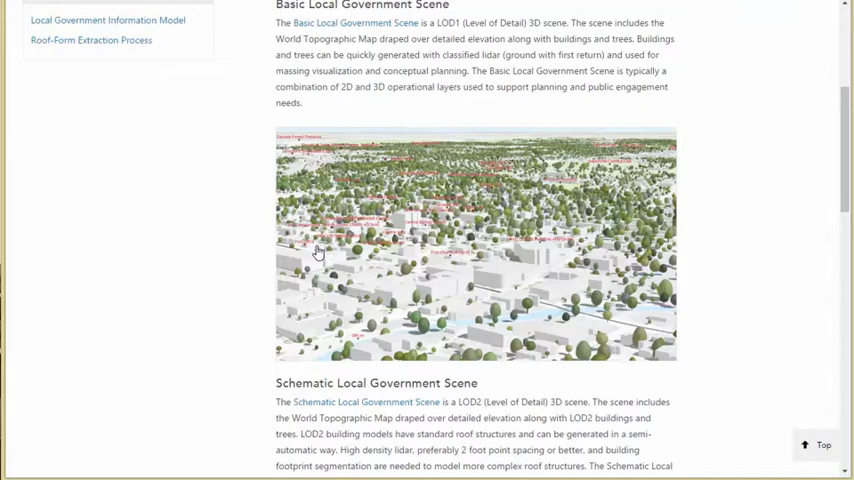 Local Government Information Model
Roof-Form Extraction Process
Basic Local Government Scene
The Basic Local Government Scene is a LOD1 (Level of Detail) 3D scene. The scene includes
the World Topographic Map draped over detailed elevation along with buildings and trees. Buildings
and trees can be quickly generated with classified lidar (ground with first return) and used for
massing visualization and conceptual planning. The Basic Local Government Scene is typically a
combination of 2D and 3D operational layers used to support planning and public engagement
needs.
Schematic Local Government Scene
The Schematic Local Government Scene is a LOD2 (Level of Detail) 3D scene. The scene includes
the World Topographic Map draped over detailed elevation along with LOD2 buildings and
trees. LOD2 building models have standard roof structures and can be generated in a semi-
automatic way. High density lidar, preferably 2 foot point spacing or better, and building
footprint segmentation are needed to model more complex roof structures. The Schematic Local
Top